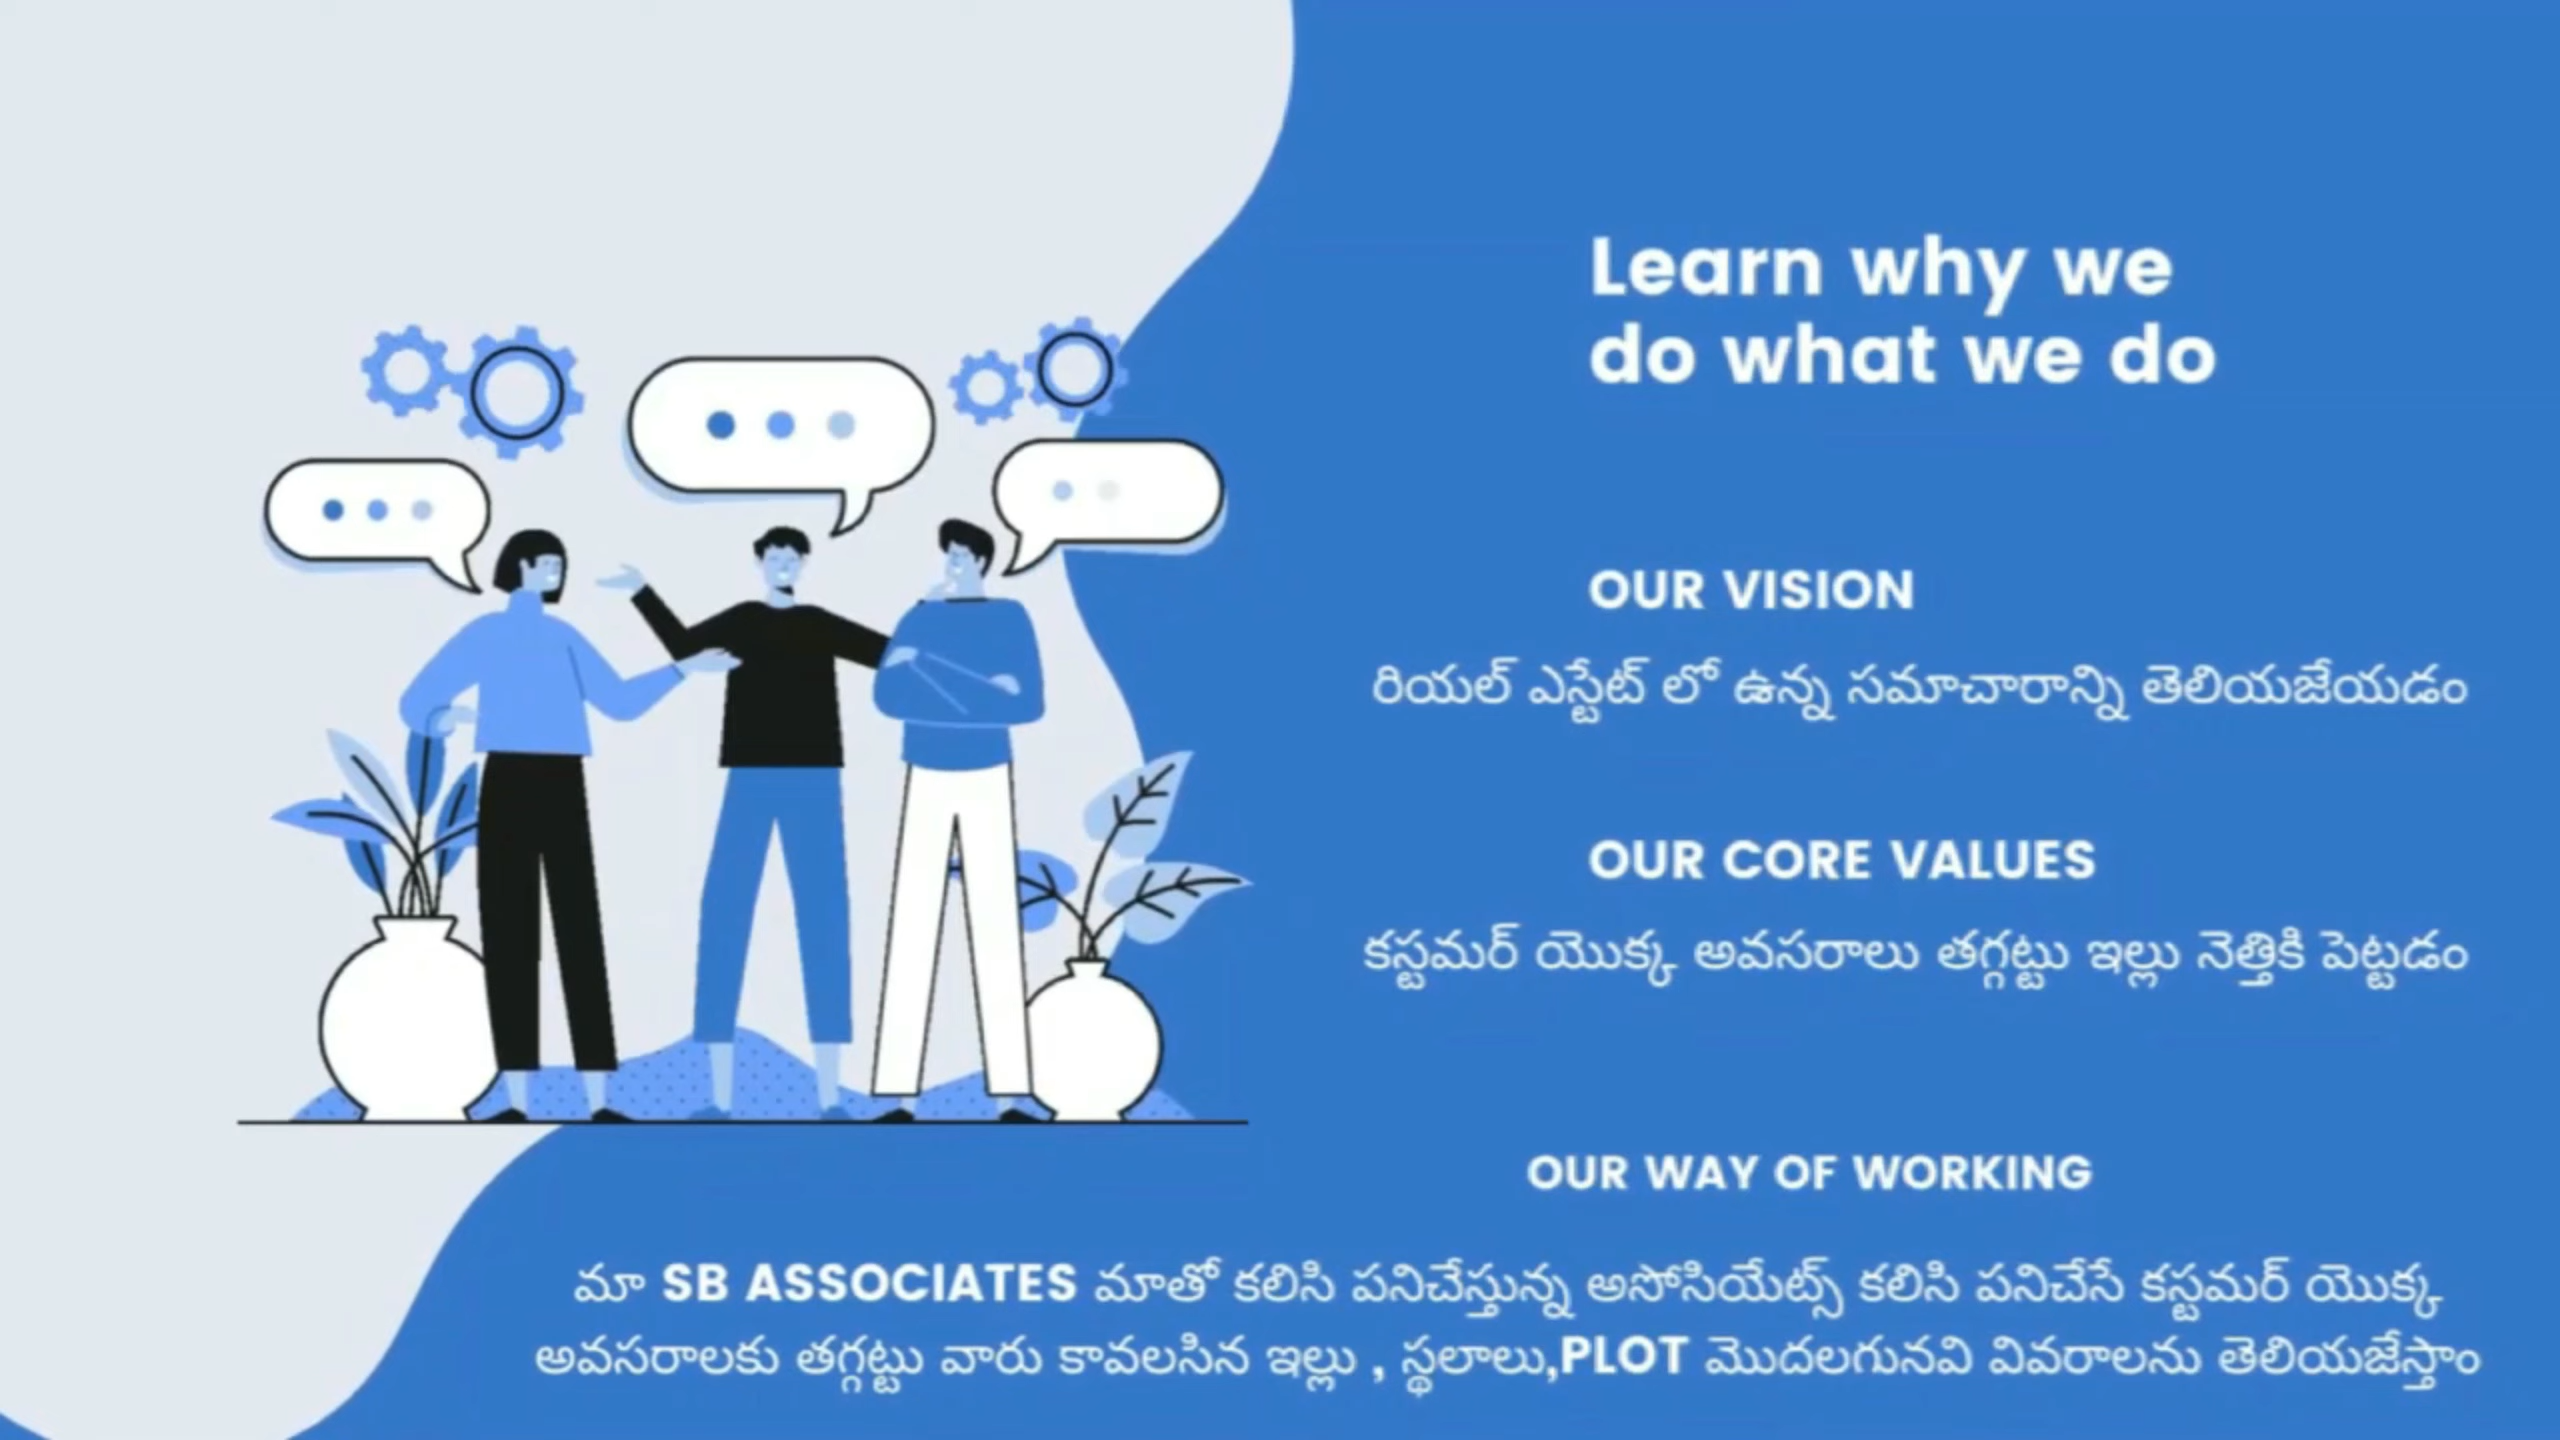 Learn why we
do what we do
OUR VISION
రియల్ ఎస్టేట్ లో ఉన్న సమాచారాన్ని తెలియజేయడం
OUR CORE VALUES
కస్టమర్ యొక్క అవసరాలు తగ్గట్టు ఇల్లు నెత్తికి పెట్టడం
OUR WAY OF WORKING
మా SB ASSOCIATES మాతో కలిసి పనిచేస్తున్న అసోసియేట్స్ కలిసి పనిచేసే కస్టమర్ యొక్క
అవసరాలకు తగ్గట్టు వారు కావలసిన ఇల్లు , స్థలాలు,PLOT మొదలగునవి వివరాలను తెలియజేస్తాం